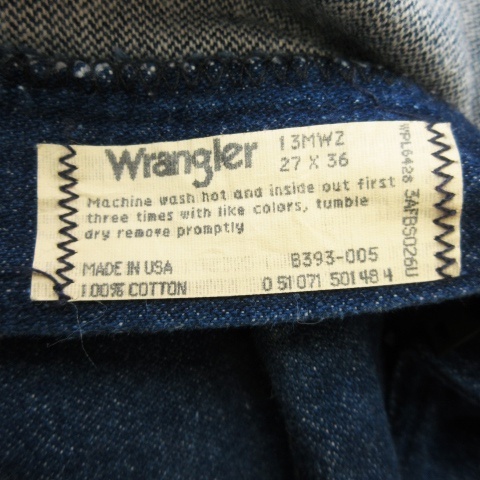 Wrangler
13MWZ
27 X 36
Machine wash hot and inside out first
three times with like colors, tumble
dry remove promptly
MADE IN USA
100% COTTON
B393-005
0 51071 50148 4
WPL6428
3AFBS026U